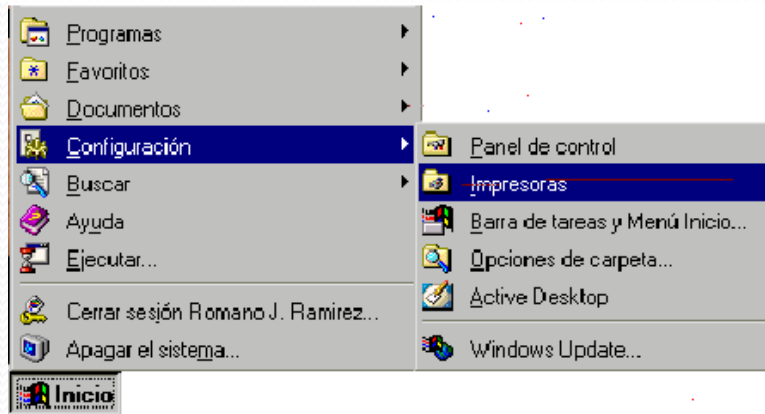 Programas
Favoritos
Documentos
Configuración
Buscar
Ayuda
Ejecutar...
Cerrar sesión Romano J. Ramirez...
Apagar el sistema...
Inicio
Panel de control
Impresoras
Barra de tareas y Menú Inicio...
Opciones de carpeta...
Active Desktop
Windows Update...